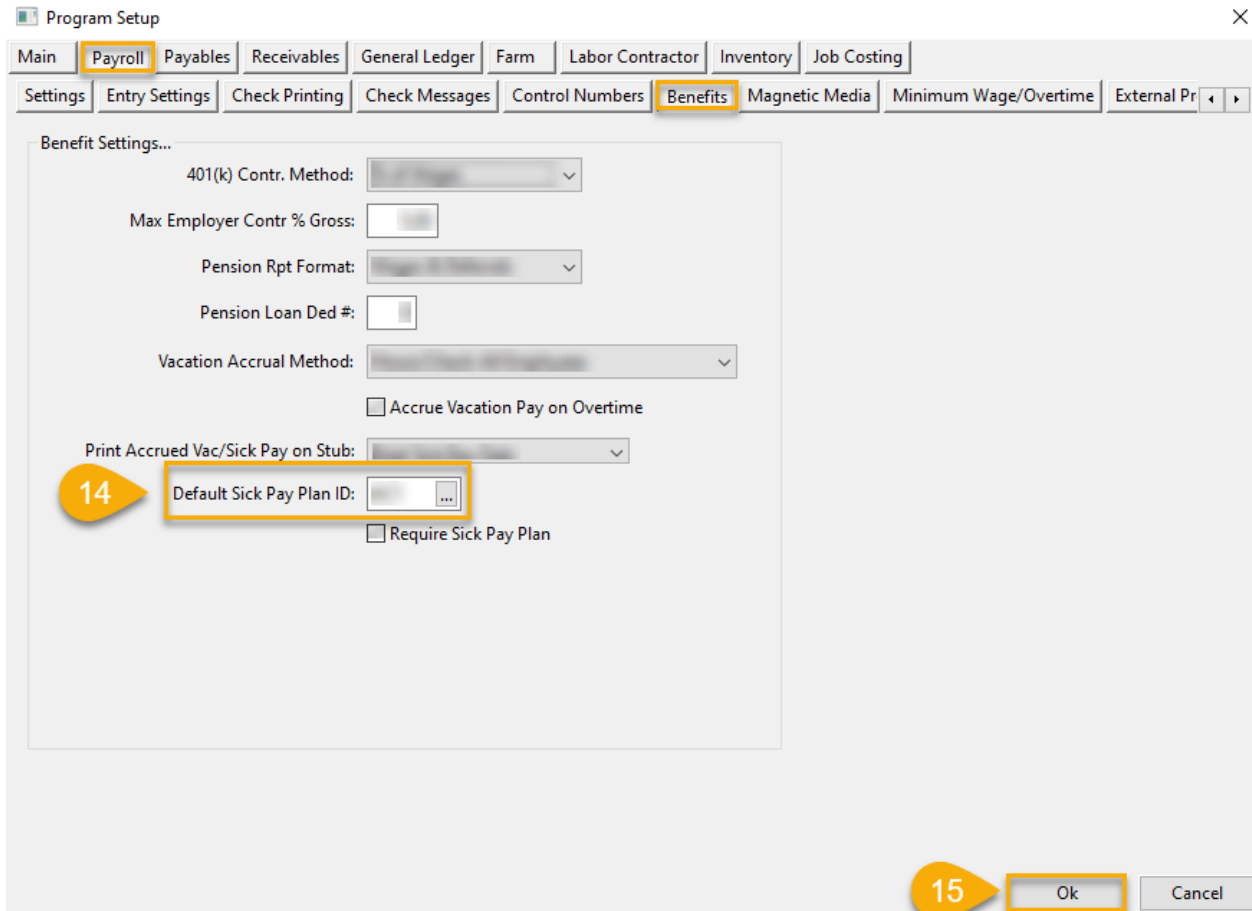 Program Setup
Main Payroll Payables Receivables General Ledger Farm Labor Contractor Inventory Job Costing
Settings Entry Settings Check Printing Check Messages Control Numbers Benefits Magnetic Media Minimum Wage/Overtime External Pr
Benefit Settings...
401(k) Contr. Method:
Max Employer Contr % Gross:
Pension Rpt Format:
Pension Loan Ded #:
Vacation Accrual Method:
Accrue Vacation Pay on Overtime
Print Accrued Vac/Sick Pay on Stub:
14 Default Sick Pay Plan ID: ...
Require Sick Pay Plan
15 Ok Cancel